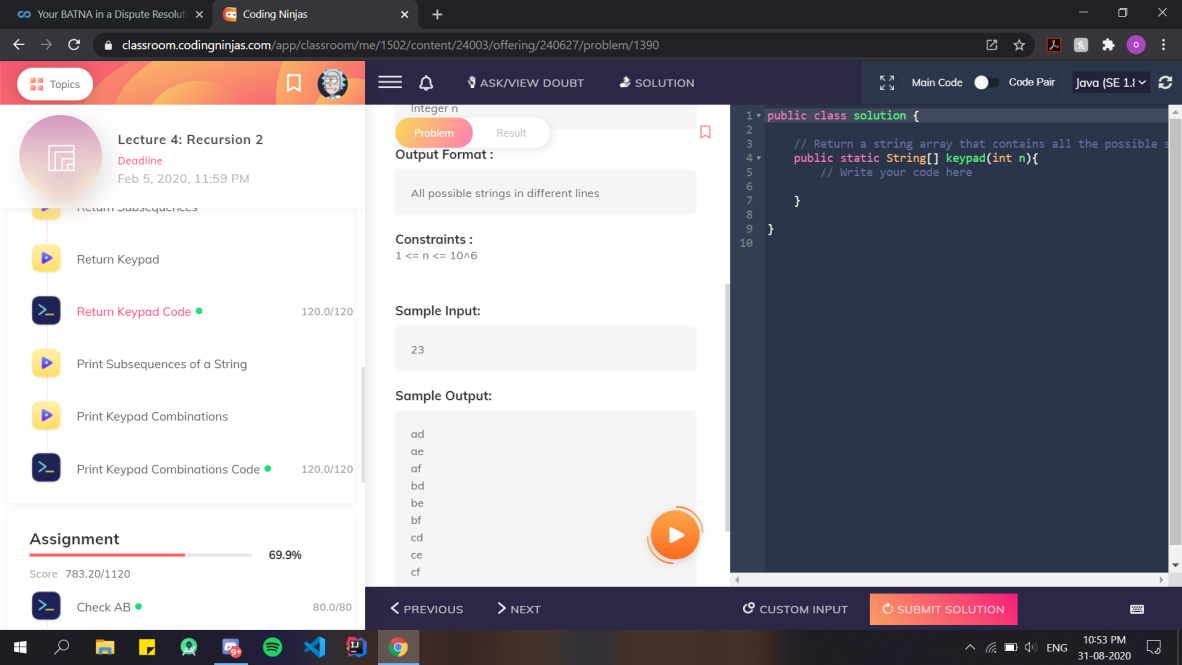 Your BATNA in a Dispute Resoluti
Coding Ninjas
classroom.codingninjas.com/app/classroom/me/1502/content/24003/offering/240627/problem/1390
O
Topics
ASK/VIEW DOUBT
SOLUTION
Main Code
Code Pair
Java (SE 1.8
Lecture 4: Recursion 2
Deadline
Feb 5, 2020, 11:59 PM
Return Subsequences
Return Keypad
Return Keypad Code
120.0/120
Print Subsequences of a String
Print Keypad Combinations
Print Keypad Combinations Code
120.0/120
Assignment
69.9%
Score 783.20/1120
Check AB
80.0/80
Integer n
Problem
Result
Output Format :
All possible strings in different lines
Constraints :
1 <= n <= 10^6
Sample Input:
23
Sample Output:
ad
ae
af
bd
be
bf
cd
ce
cf
1 public class solution {
2
3 // Return a string array that contains all the possible s
4 public static String[] keypad(int n){
5 // Write your code here
6
7 }
8
9 }
10
PREVIOUS
NEXT
CUSTOM INPUT
SUBMIT SOLUTION
ENG
10:53 PM
31-08-2020